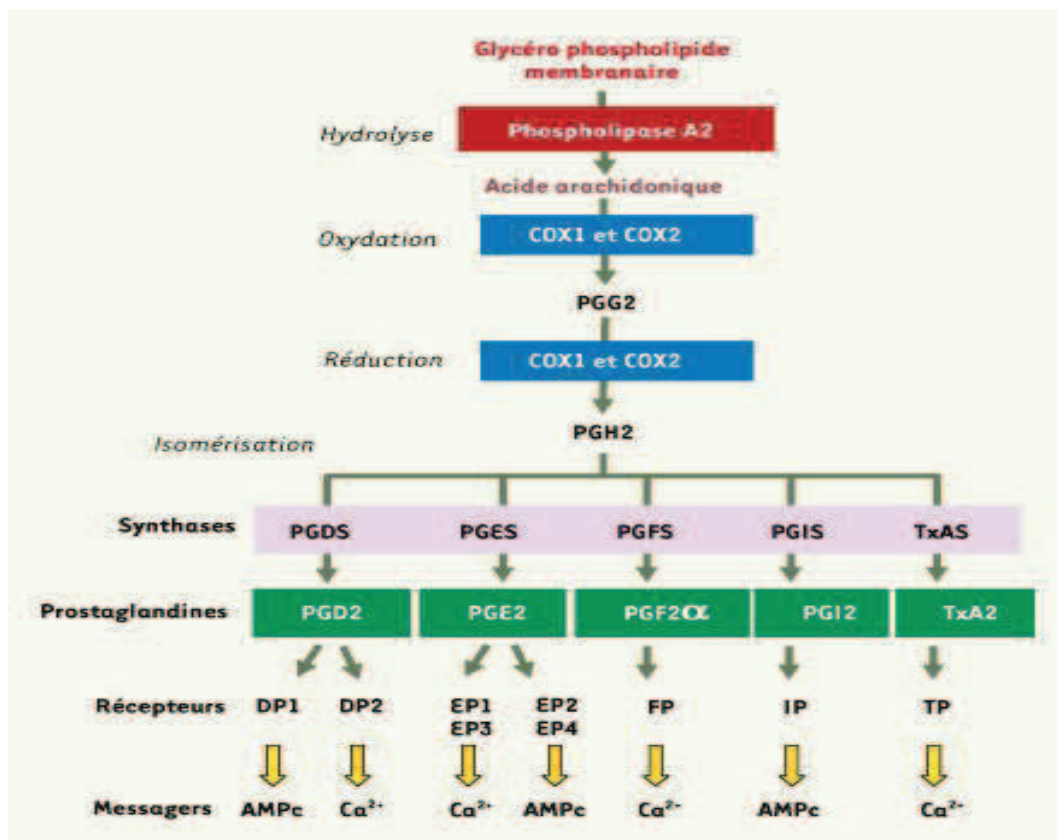 Glycéro phospholipide
membranaire
Hydrolyse Phospholipase A2
Acide arachidonique
Oxydation COX1 et COX2
PGG2
Réduction COX1 et COX2
PGH2
Isomérisation
Synthases PGDS PGES PGFS PGIS TxAS
Prostaglandines PGD2 PGE2 PGF2α PGI2 TxA2
Récepteurs DP1 DP2 EP1 EP2 FP IP TP
EP3 EP4
Messagers AMPc Ca²⁺ Ca²⁺ AMPc Ca²⁻ AMPc Ca²⁺